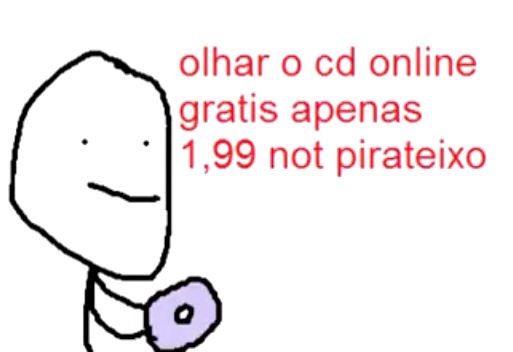 olhar o cd online
gratis apenas
1,99 not pirateixo